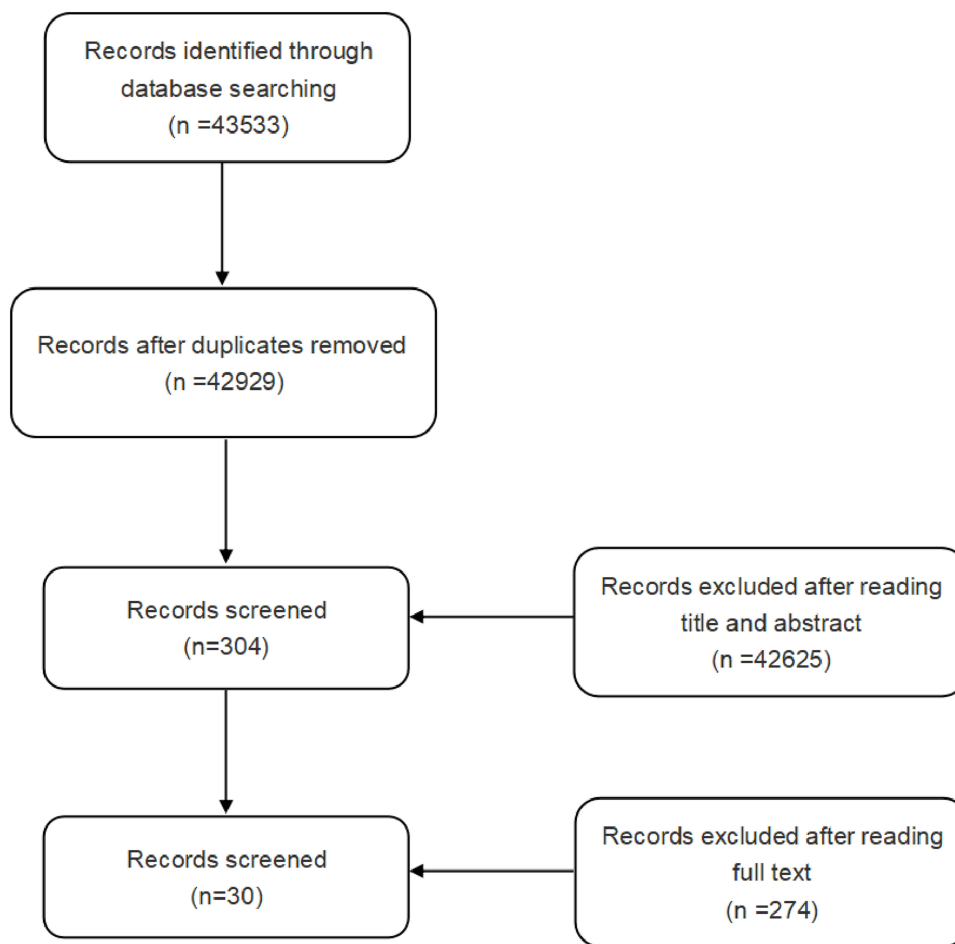 Records identified through
database searching
(n =43533)
Records after duplicates removed
(n =42929)
Records screened
(n=304)
Records excluded after reading
title and abstract
(n =42625)
Records screened
(n=30)
Records excluded after reading
full text
(n =274)